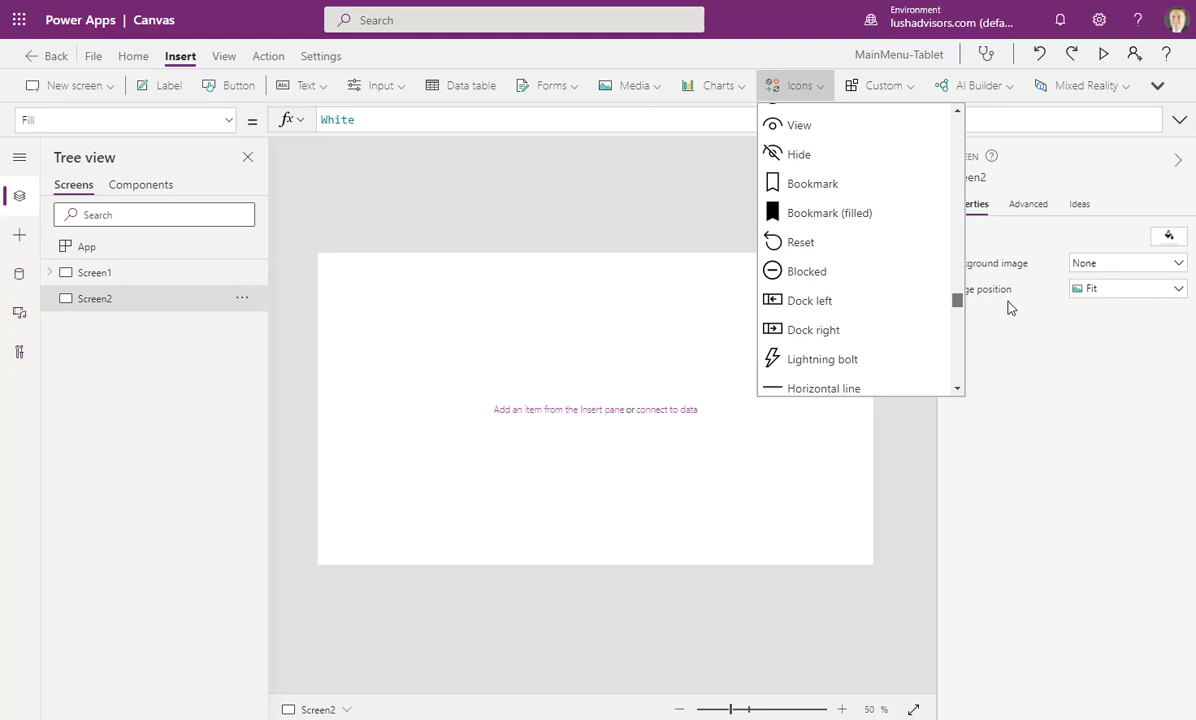 Power Apps | Canvas
Search
Environment
lushadvisors.com (defa...
Back
File
Home
Insert
View
Action
Settings
MainMenu-Tablet
New screen
Label
Button
Text
Input
Data table
Forms
Media
Charts
Icons
Custom
AI Builder
Mixed Reality
Fill
=
fx
White
Tree view
Screens
Components
Search
App
Screen1
Screen2
...
Add an item from the Insert pane or connect to data
View
Hide
Bookmark
Bookmark (filled)
Reset
Blocked
Dock left
Dock right
Lightning bolt
Horizontal line
EEN
een2
erties
Advanced
Ideas
ground image
None
ge position
Fit
Screen2
50 %